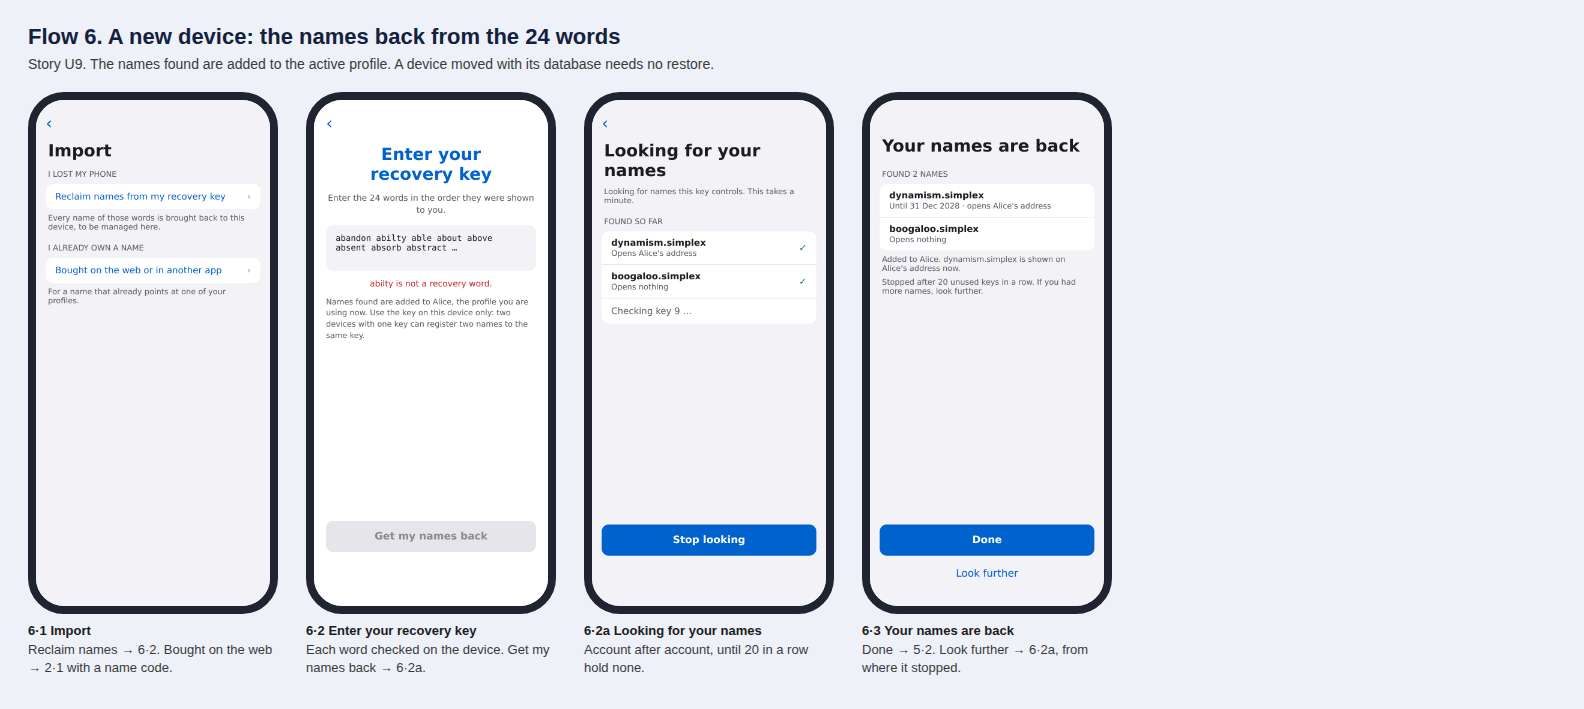 Flow 6. A new device: the names back from the 24 words
Story U9. The names found are added to the active profile. A device moved with its database needs no restore.
‹
Import
I LOST MY PHONE
Reclaim names from my recovery key ›
Every name of those words is brought back to this
device, to be managed here.
I ALREADY OWN A NAME
Bought on the web or in another app ›
For a name that already points at one of your
profiles.
6·1 Import
Reclaim names → 6·2. Bought on the web
→ 2·1 with a name code.
‹
Enter your
recovery key
Enter the 24 words in the order they were shown
to you.
abandon abilty able about above
absent absorb abstract …
abilty is not a recovery word.
Names found are added to Alice, the profile you are
using now. Use the key on this device only: two
devices with one key can register two names to the
same key.
Get my names back
6·2 Enter your recovery key
Each word checked on the device. Get my
names back → 6·2a.
‹
Looking for your
names
Looking for names this key controls. This takes a
minute.
FOUND SO FAR
dynamism.simplex
Opens Alice's address ✓
boogaloo.simplex
Opens nothing ✓
Checking key 9 …
Stop looking
6·2a Looking for your names
Account after account, until 20 in a row
hold none.
Your names are back
FOUND 2 NAMES
dynamism.simplex
Until 31 Dec 2028 · opens Alice's address
boogaloo.simplex
Opens nothing
Added to Alice. dynamism.simplex is shown on
Alice's address now.
Stopped after 20 unused keys in a row. If you had
more names, look further.
Done
Look further
6·3 Your names are back
Done → 5·2. Look further → 6·2a, from
where it stopped.